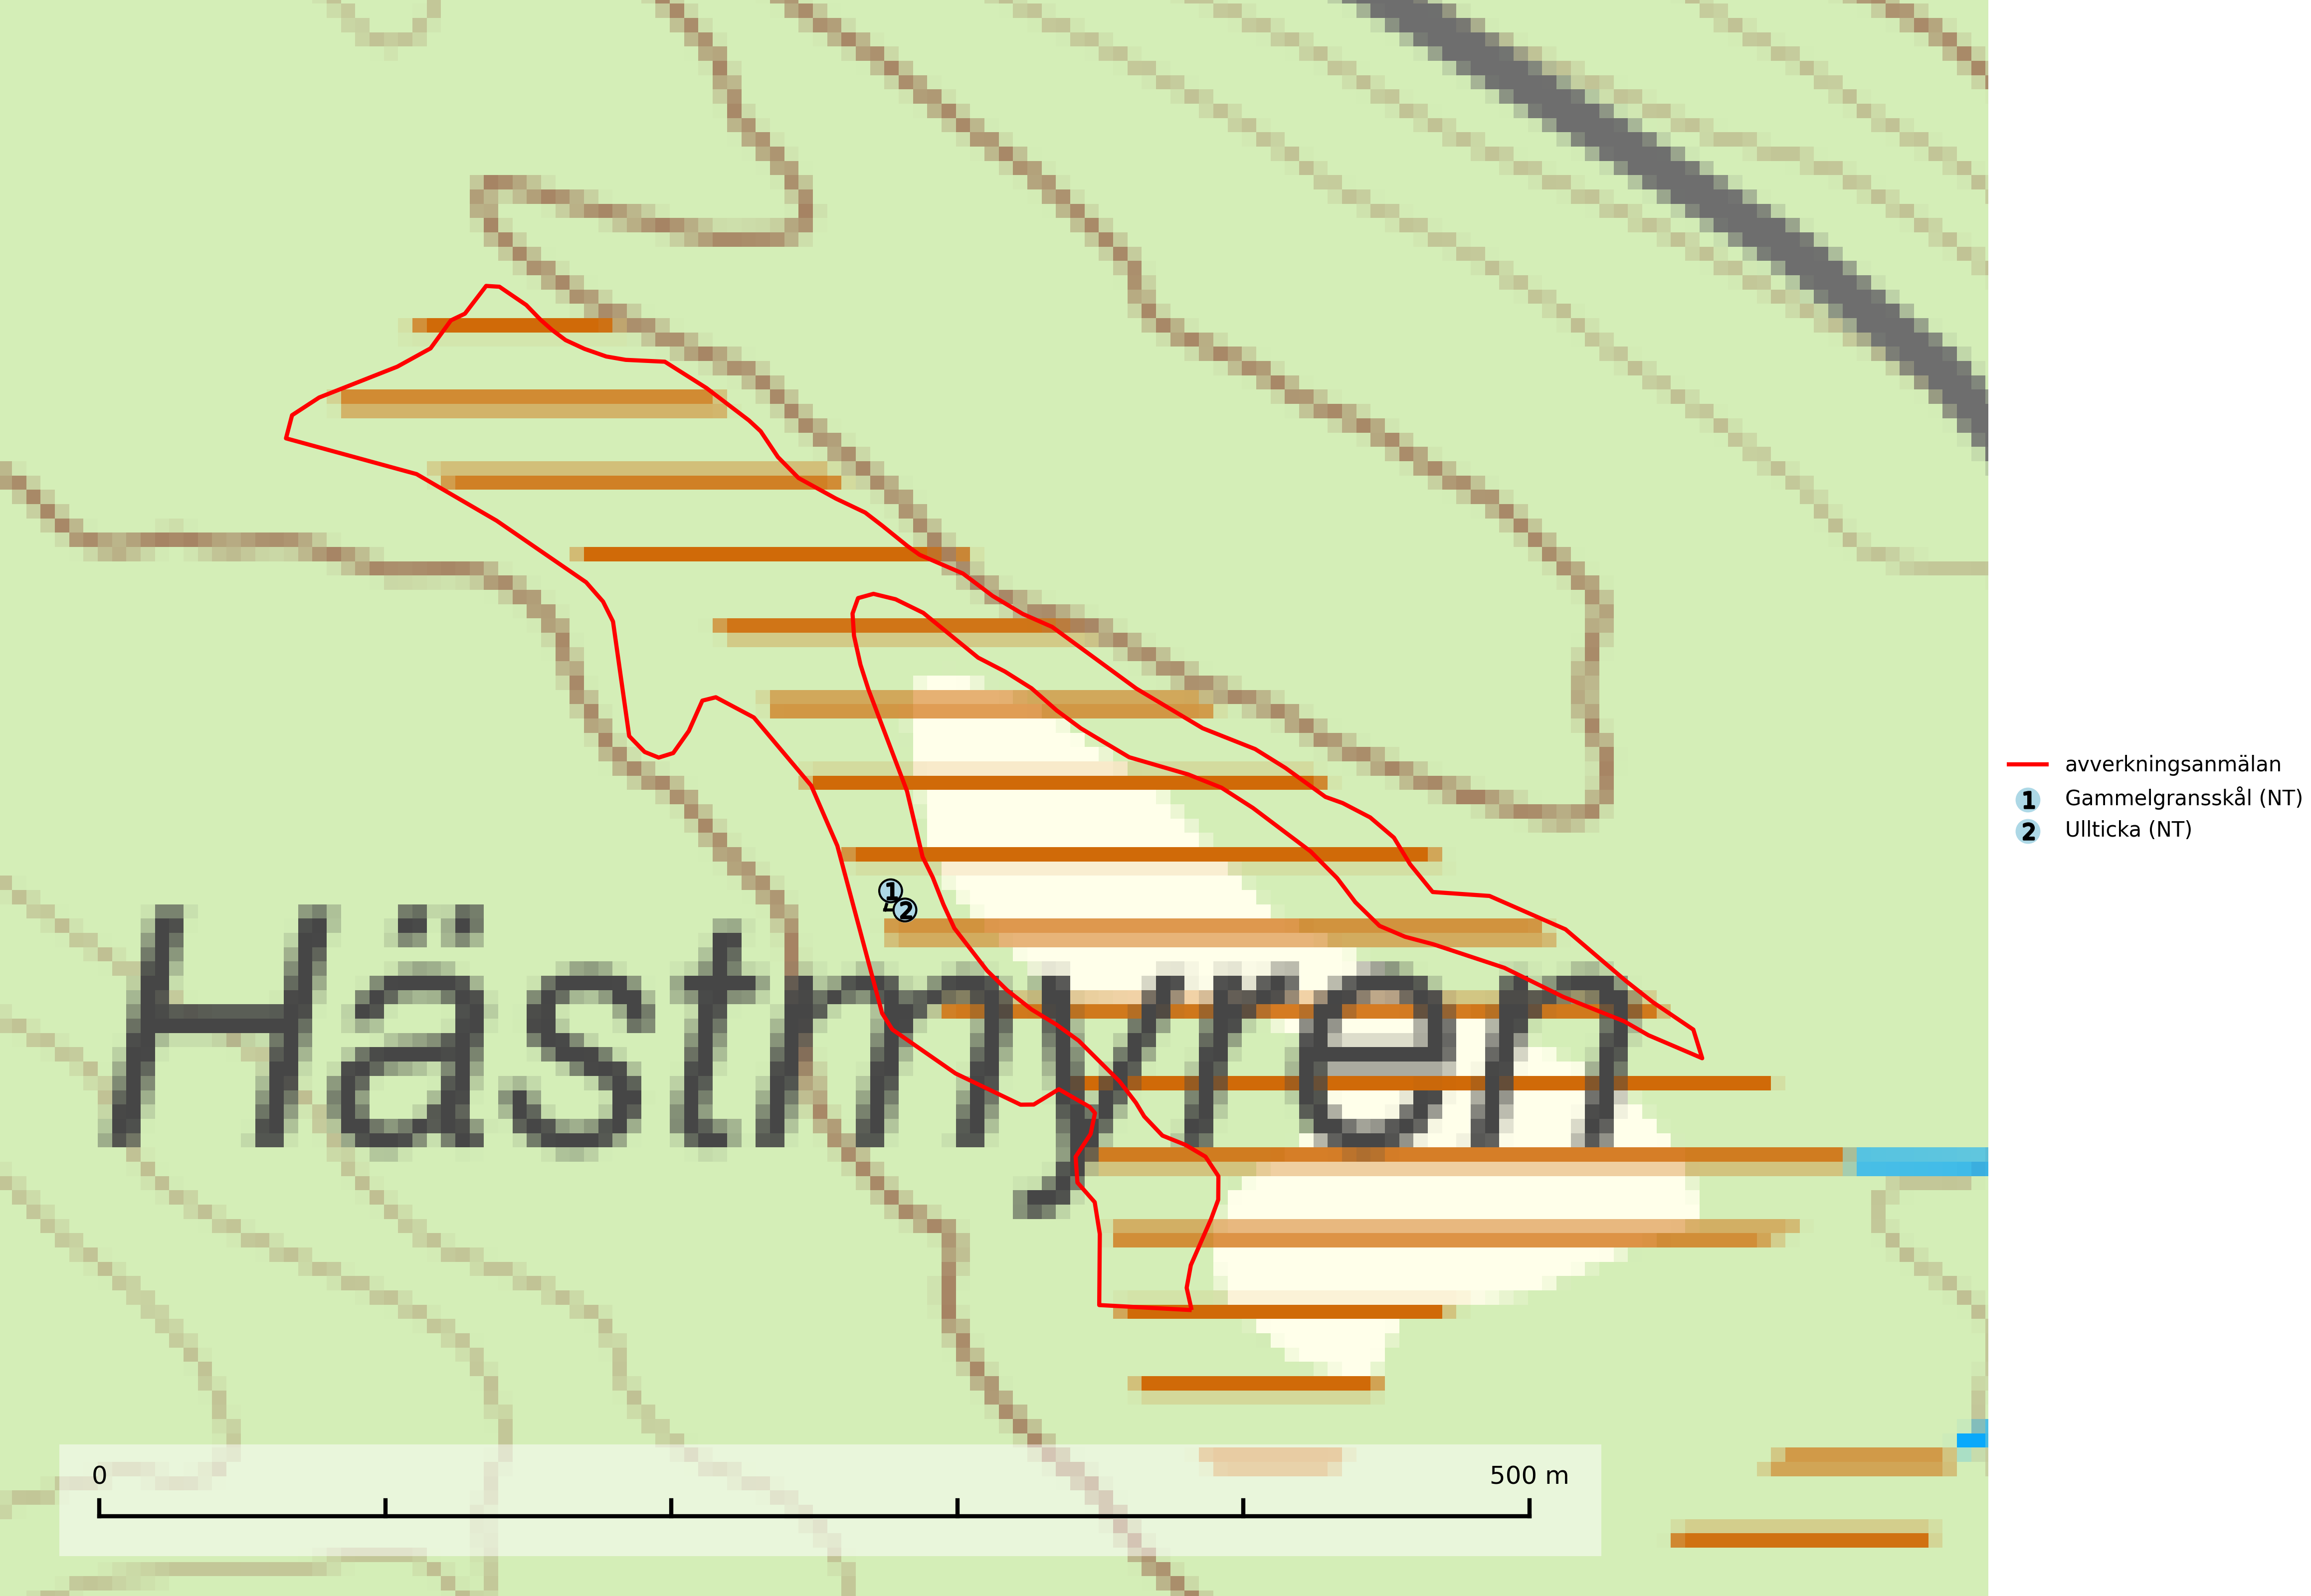 avverkningsanmälan
1 Gammelgransskål (NT)
2 Ullticka (NT)
1
2
Hästmyren
0 500 m